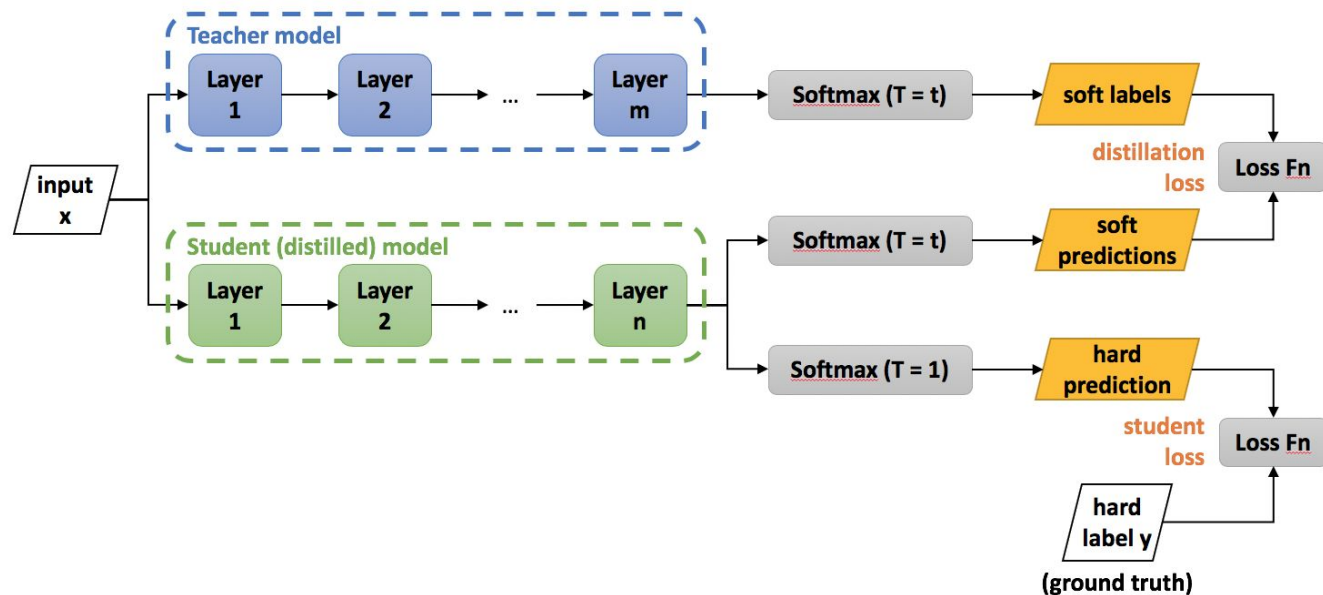 Teacher model
Layer
1
Layer
2
...
Layer
m
Softmax (T = t)
soft labels
input
x
distillation
loss
Loss Fn
Student (distilled) model
Layer
1
Layer
2
...
Layer
n
Softmax (T = t)
soft
predictions
Softmax (T = 1)
hard
prediction
student
loss
Loss Fn
hard
label y
(ground truth)